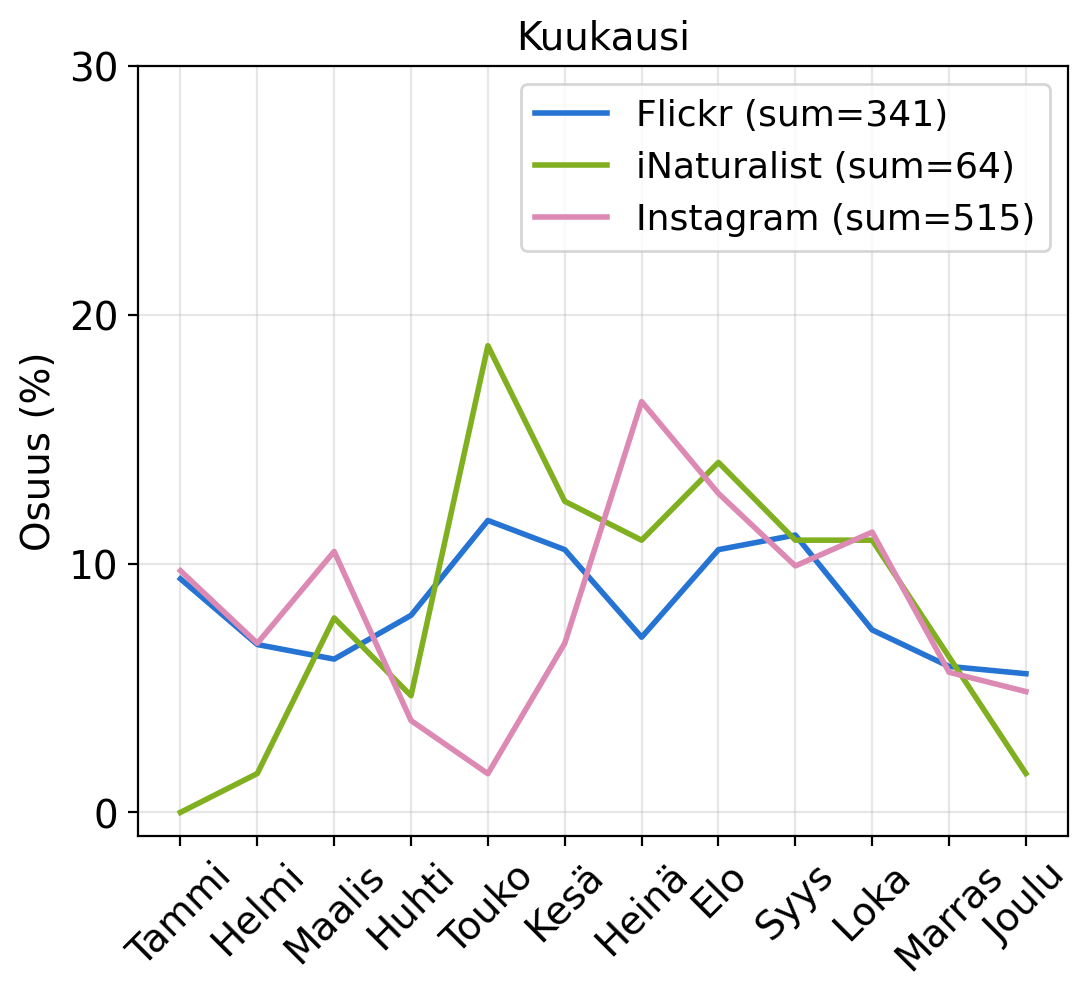 Kuukausi
30
20
10
0
Osuus (%)
Flickr (sum=341)
iNaturalist (sum=64)
Instagram (sum=515)
Tammi
Helmi
Maalis
Huhti
Touko
Kesä
Heinä
Elo
Syys
Loka
Marras
Joulu